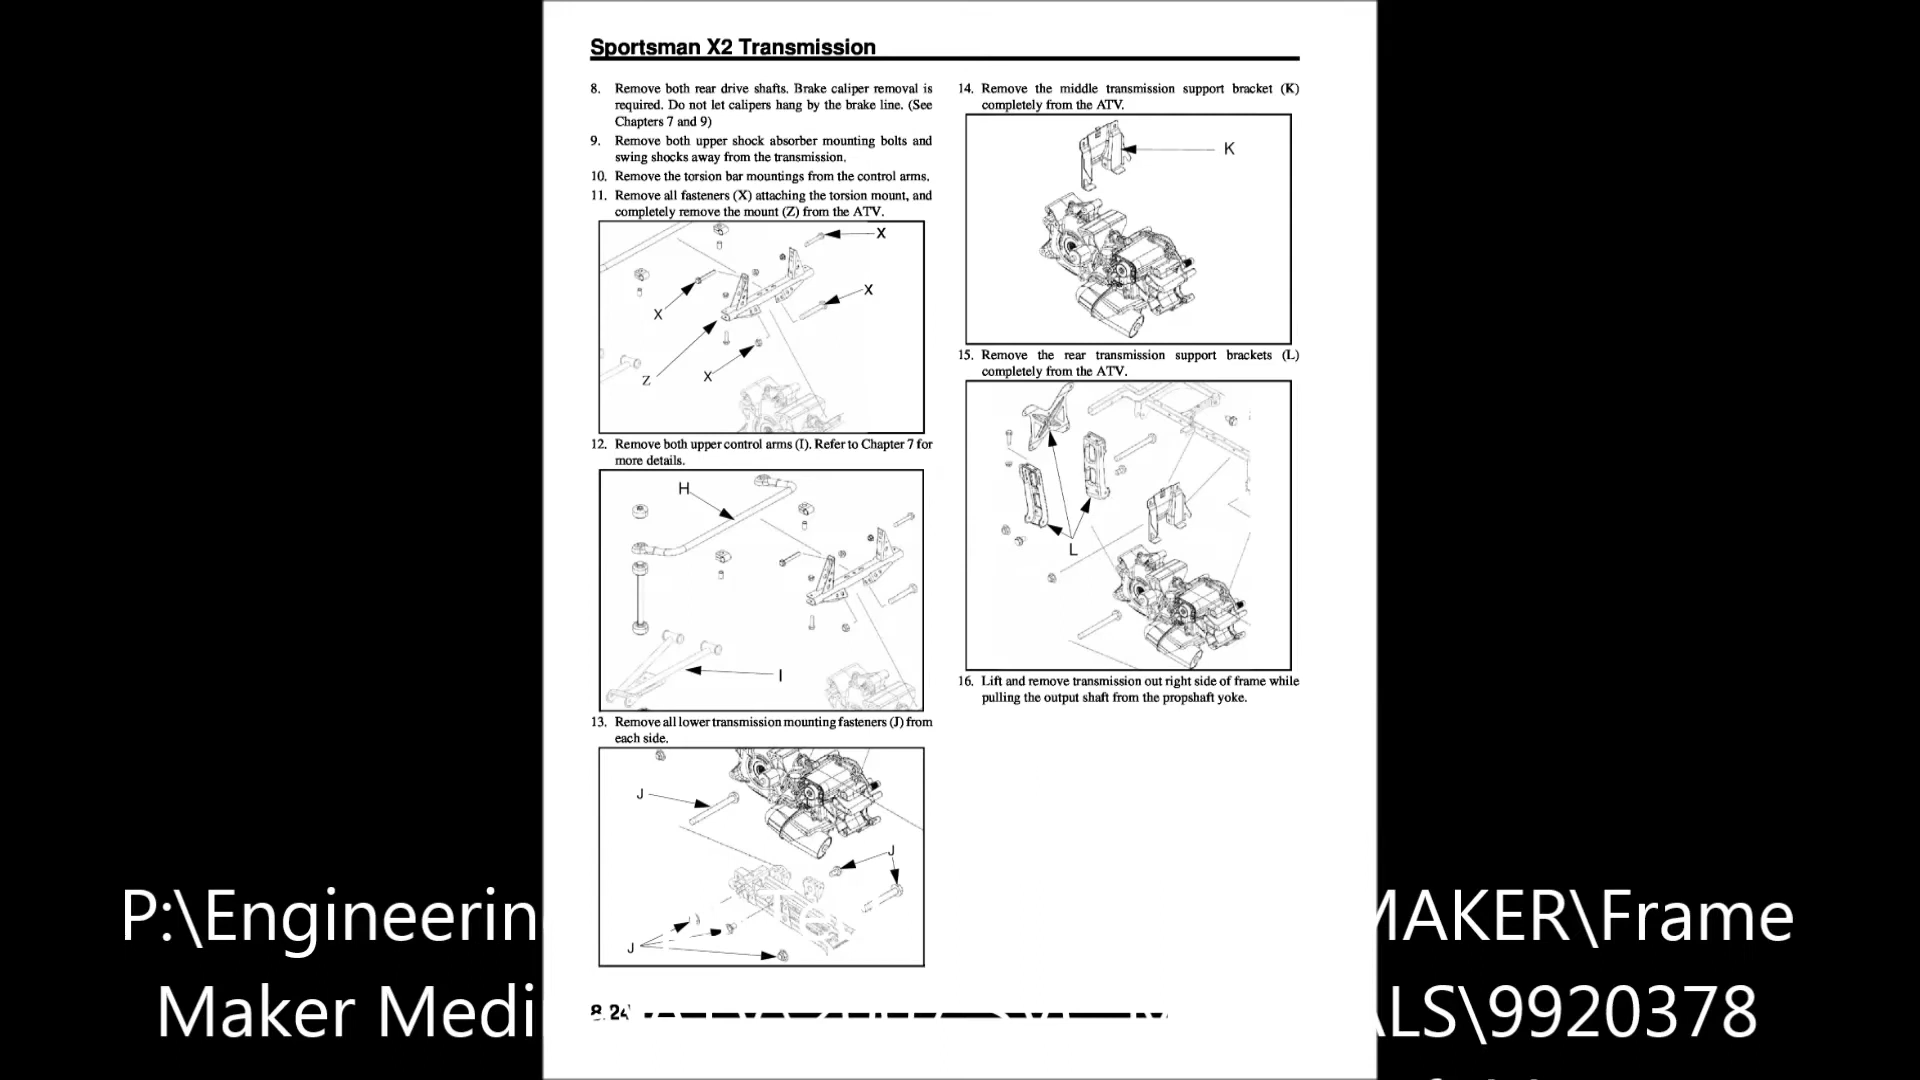 Sportsman X2 Transmission
8. Remove both rear drive shafts. Brake caliper removal is
required. Do not let calipers hang by the brake line. (See
Chapters 7 and 9)
9. Remove both upper shock absorber mounting bolts and
swing shocks away from the transmission.
10. Remove the torsion bar mountings from the control arms.
11. Remove all fasteners (X) attaching the torsion mount, and
completely remove the mount (Z) from the ATV.
X
X
X
Z
X
12. Remove both upper control arms (I). Refer to Chapter 7 for
more details.
H
I
13. Remove all lower transmission mounting fasteners (J) from
each side.
J
J
J
14. Remove the middle transmission support bracket (K)
completely from the ATV.
K
15. Remove the rear transmission support brackets (L)
completely from the ATV.
L
16. Lift and remove transmission out right side of frame while
pulling the output shaft from the propshaft yoke.
8.24
P:\Engineerin MAKER\Frame
Maker Medi ALS\9920378